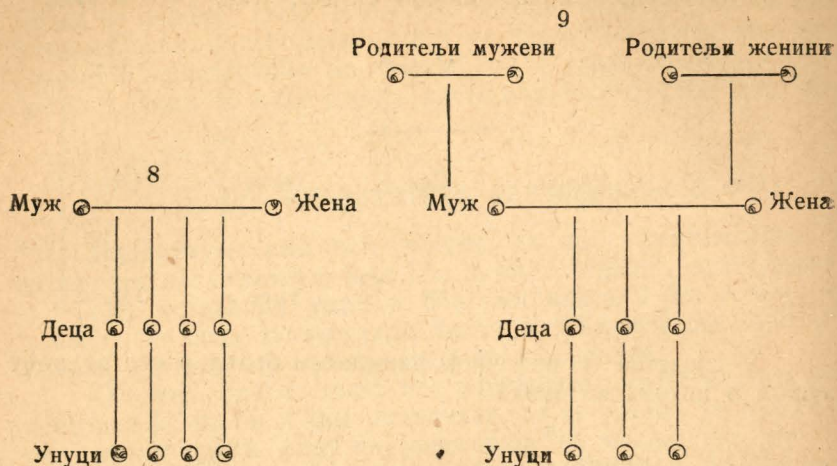 9
Родитељи мужеви Родитељи женини
8
Муж Жена Муж Жена
Деца Деца
Унуци Унуци